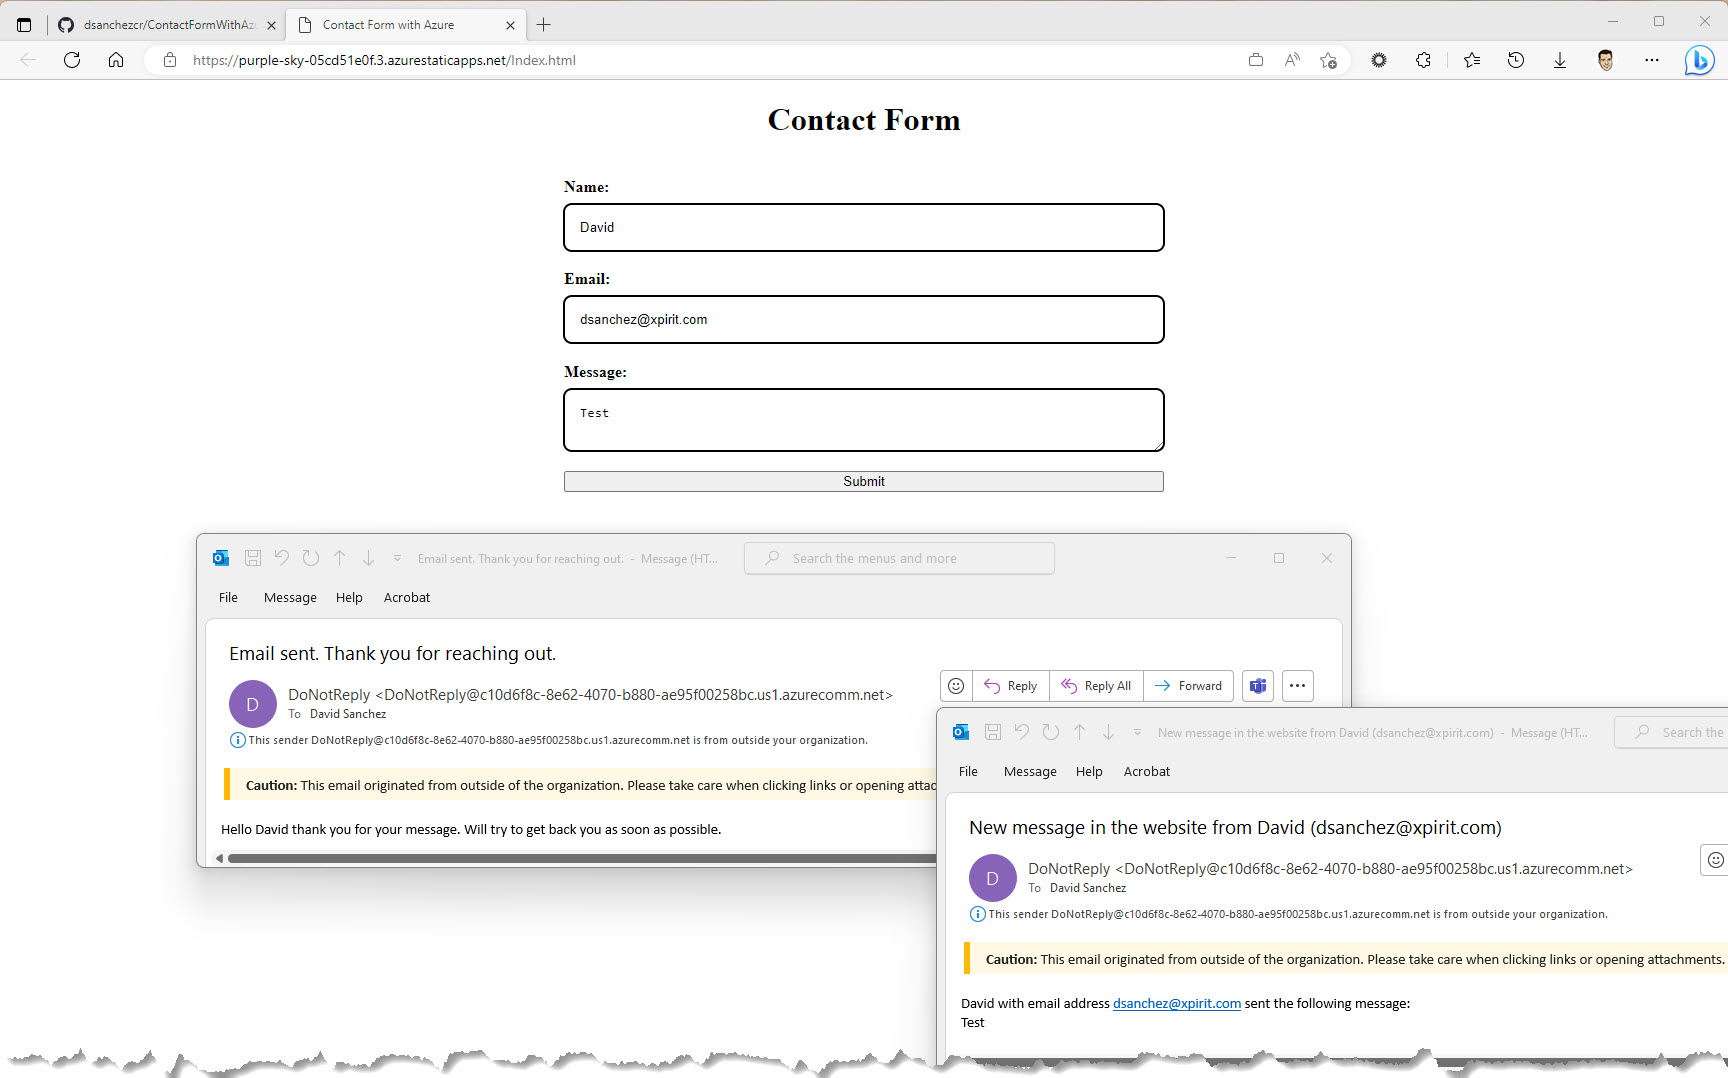 dsanchezcr/ContactFormWithAzu
Contact Form with Azure
https://purple-sky-05cd51e0f.3.azurestaticapps.net/Index.html
Contact Form
Name:
David
Email:
dsanchez@xpirit.com
Message:
Test
Submit
Email sent. Thank you for reaching out. - Message (HT...
Search the menus and more
File Message Help Acrobat
Email sent. Thank you for reaching out.
D
DoNotReply <DoNotReply@c10d6f8c-8e62-4070-b880-ae95f00258bc.us1.azurecomm.net>
To David Sanchez
Reply Reply All Forward
This sender DoNotReply@c10d6f8c-8e62-4070-b880-ae95f00258bc.us1.azurecomm.net is from outside your organization.
Caution: This email originated from outside of the organization. Please take care when clicking links or opening attac
Hello David thank you for your message. Will try to get back you as soon as possible.
New message in the website from David (dsanchez@xpirit.com) - Message (HT...
Search the
File Message Help Acrobat
New message in the website from David (dsanchez@xpirit.com)
D
DoNotReply <DoNotReply@c10d6f8c-8e62-4070-b880-ae95f00258bc.us1.azurecomm.net>
To David Sanchez
This sender DoNotReply@c10d6f8c-8e62-4070-b880-ae95f00258bc.us1.azurecomm.net is from outside your organization.
Caution: This email originated from outside of the organization. Please take care when clicking links or opening attachments.
David with email address dsanchez@xpirit.com sent the following message:
Test